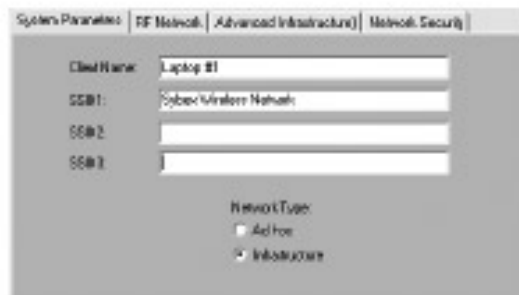 System Parameters RF Network Advanced (Infrastructure) Network Security
Client Name: Laptop #1
SSID1: Sybex Wireless Network
SSID2:
SSID3:
Network Type:
Ad hoc
Infrastructure